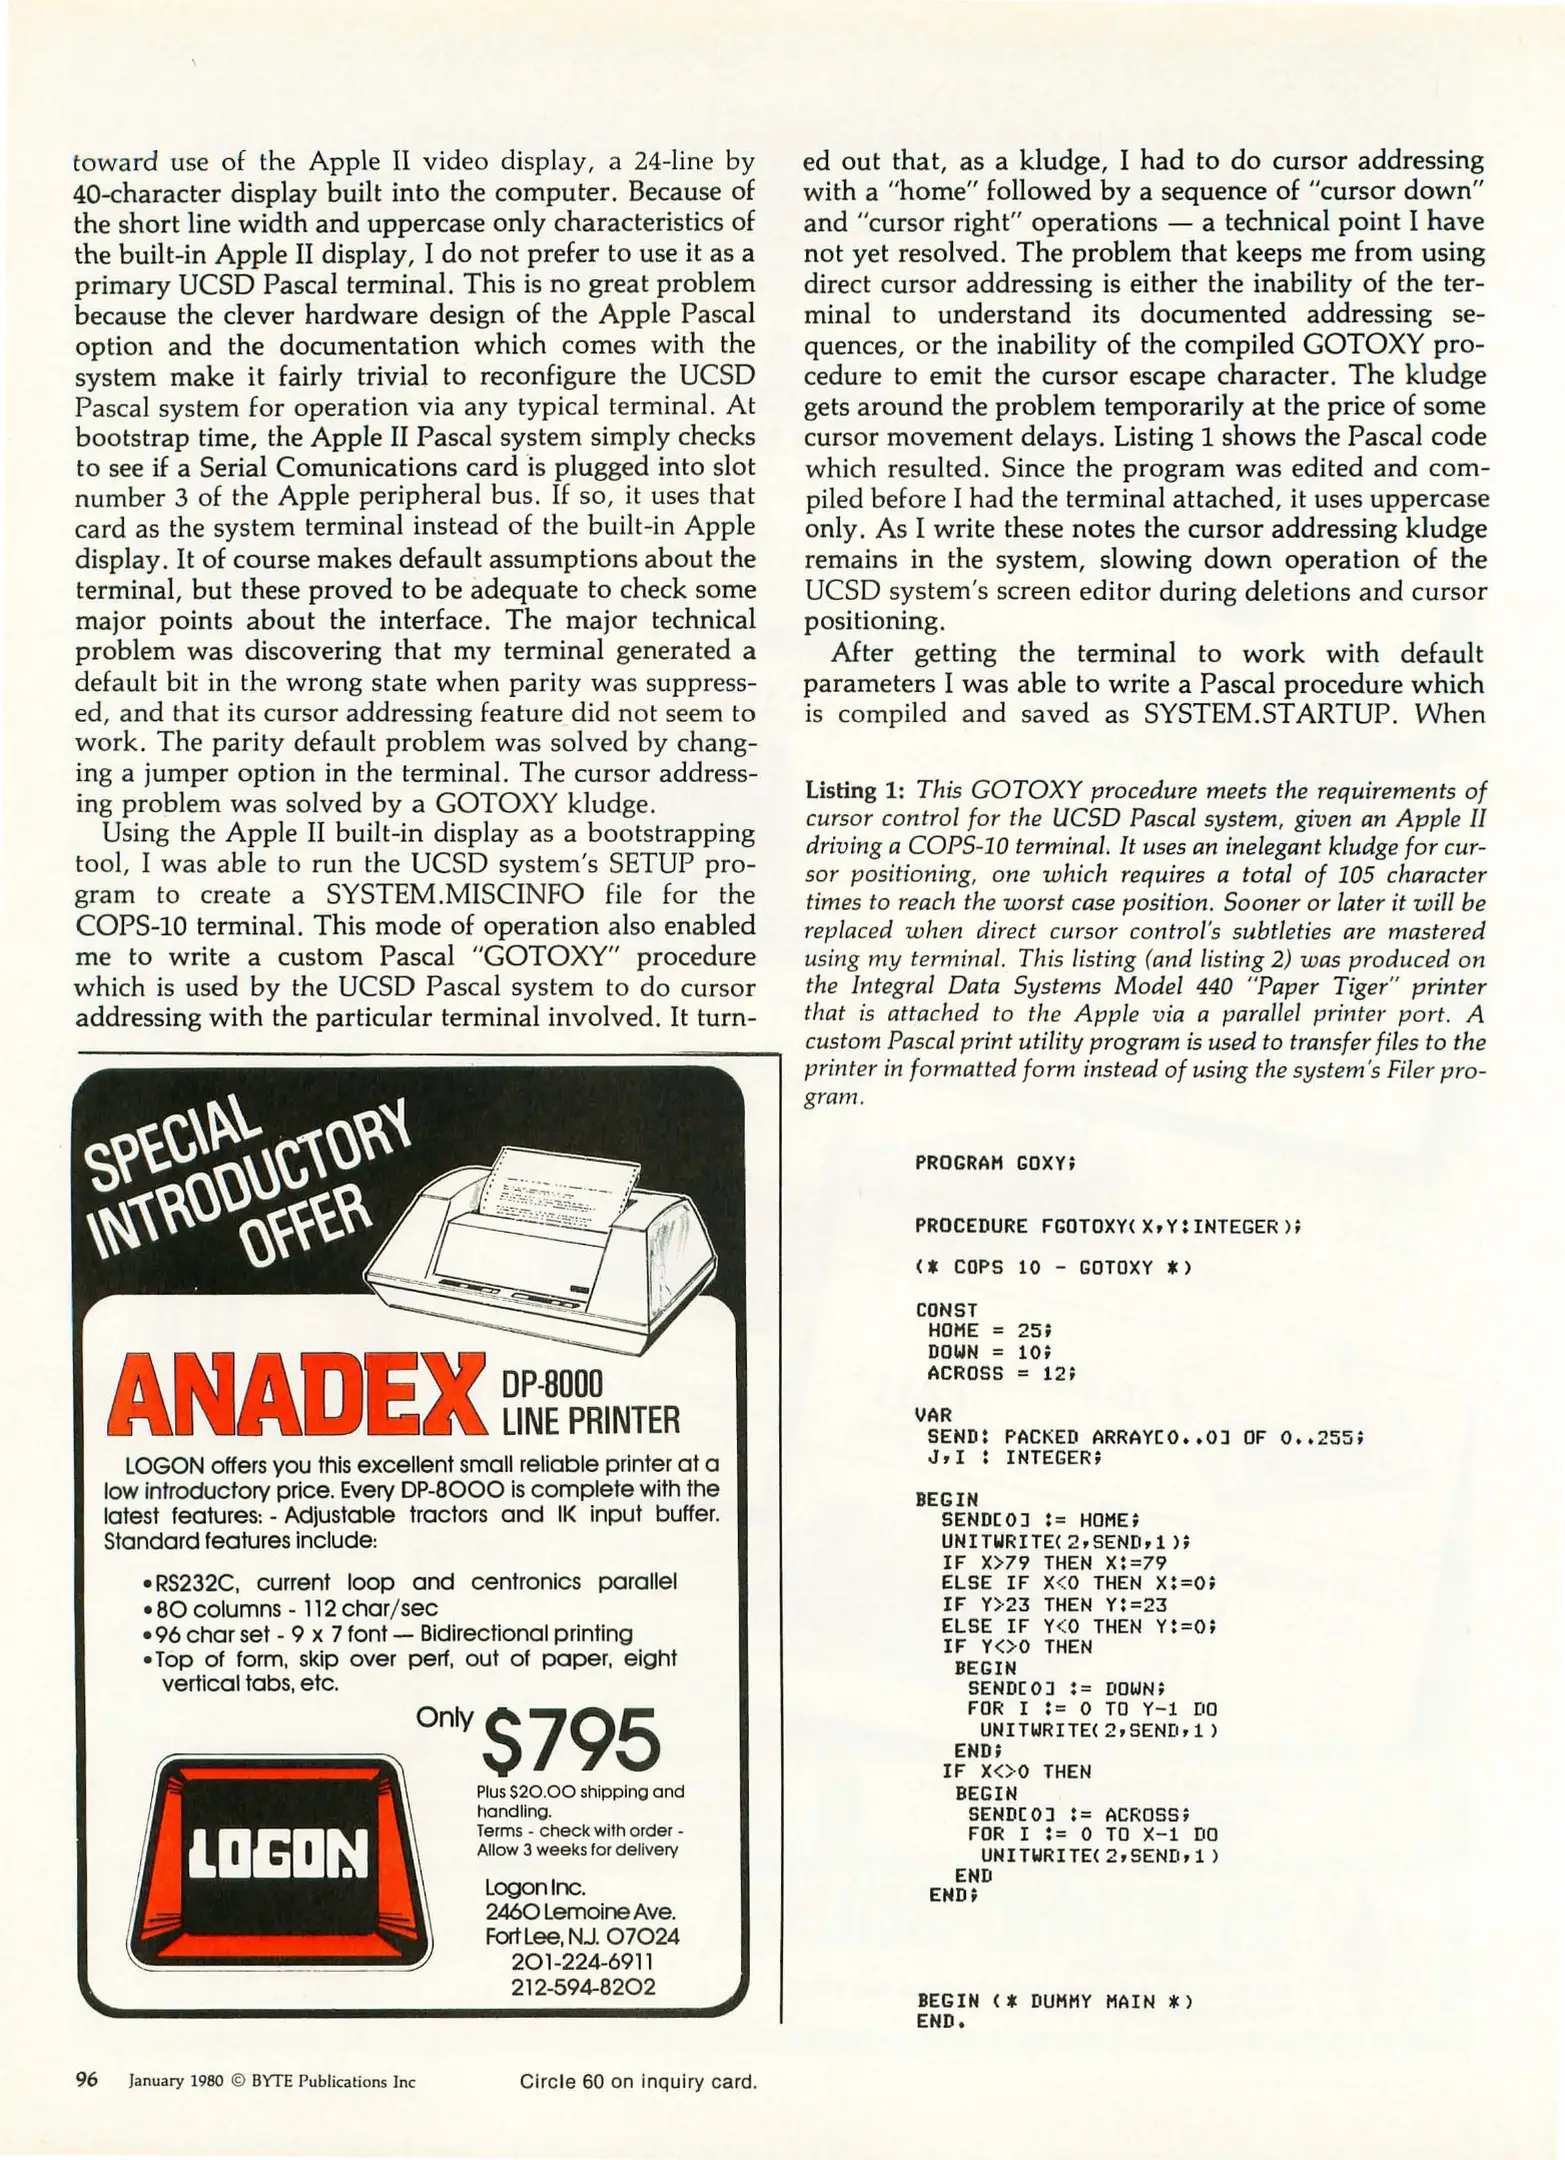 toward use of the Apple II video display, a 24-line by
40-character display built into the computer. Because of
the short line width and uppercase only characteristics of
the built-in Apple II display, I do not prefer to use it as a
primary UCSD Pascal terminal. This is no great problem
because the clever hardware design of the Apple Pascal
option and the documentation which comes with the
system make it fairly trivial to reconfigure the UCSD
Pascal system for operation via any typical terminal. At
bootstrap time, the Apple II Pascal system simply checks
to see if a Serial Comunications card is plugged into slot
number 3 of the Apple peripheral bus. If so, it uses that
card as the system terminal instead of the built-in Apple
display. It of course makes default assumptions about the
terminal, but these proved to be adequate to check some
major points about the interface. The major technical
problem was discovering that my terminal generated a
default bit in the wrong state when parity was suppress-
ed, and that its cursor addressing feature did not seem to
work. The parity default problem was solved by chang-
ing a jumper option in the terminal. The cursor address-
ing problem was solved by a GOTOXY kludge.
Using the Apple II built-in display as a bootstrapping
tool, I was able to run the UCSD system's SETUP pro-
gram to create a SYSTEM.MISCINFO file for the
COPS-10 terminal. This mode of operation also enabled
me to write a custom Pascal "GOTOXY" procedure
which is used by the UCSD Pascal system to do cursor
addressing with the particular terminal involved. It turn-
ed out that, as a kludge, I had to do cursor addressing
with a "home" followed by a sequence of "cursor down"
and "cursor right" operations — a technical point I have
not yet resolved. The problem that keeps me from using
direct cursor addressing is either the inability of the ter-
minal to understand its documented addressing se-
quences, or the inability of the compiled GOTOXY pro-
cedure to emit the cursor escape character. The kludge
gets around the problem temporarily at the price of some
cursor movement delays. Listing 1 shows the Pascal code
which resulted. Since the program was edited and com-
piled before I had the terminal attached, it uses uppercase
only. As I write these notes the cursor addressing kludge
remains in the system, slowing down operation of the
UCSD system's screen editor during deletions and cursor
positioning.
After getting the terminal to work with default
parameters I was able to write a Pascal procedure which
is compiled and saved as SYSTEM.STARTUP. When
Listing 1: This GOTOXY procedure meets the requirements of
cursor control for the UCSD Pascal system, given an Apple II
driving a COPS-10 terminal. It uses an inelegant kludge for cur-
sor positioning, one which requires a total of 105 character
times to reach the worst case position. Sooner or later it will be
replaced when direct cursor control's subtleties are mastered
using my terminal. This listing (and listing 2) was produced on
the Integral Data Systems Model 440 "Paper Tiger" printer
that is attached to the Apple via a parallel printer port. A
custom Pascal print utility program is used to transfer files to the
printer in formatted form instead of using the system's Filer pro-
gram.
PROGRAM GOXY;
PROCEDURE FGOTOXY(X,Y:INTEGER);
(* COPS 10 - GOTOXY *)
CONST
HOME = 25;
DOWN = 10;
ACROSS = 12;
VAR
SEND: PACKED ARRAY[0..0] OF 0..255;
J,I : INTEGER;
BEGIN
SEND[0] := HOME;
UNITWRITE(2,SEND,1);
IF X>79 THEN X:=79
ELSE IF X<0 THEN X:=0;
IF Y>23 THEN Y:=23
ELSE IF Y<0 THEN Y:=0;
IF Y<>0 THEN
BEGIN
SEND[0] := DOWN;
FOR I := 0 TO Y-1 DO
UNITWRITE(2,SEND,1)
END;
IF X<>0 THEN
BEGIN
SEND[0] := ACROSS;
FOR I := 0 TO X-1 DO
UNITWRITE(2,SEND,1)
END
END;
BEGIN (* DUMMY MAIN *)
END.
SPECIAL
INTRODUCTORY
OFFER
ANADEX DP-8000
LINE PRINTER
LOGON offers you this excellent small reliable printer at a
low introductory price. Every DP-8000 is complete with the
latest features: - Adjustable tractors and IK input buffer.
Standard features include:
•RS232C, current loop and centronics parallel
•80 columns - 112 char/sec
•96 char set - 9 x 7 font — Bidirectional printing
•Top of form, skip over perf, out of paper, eight
vertical tabs, etc.
Only $795
Plus $20.00 shipping and
handling.
Terms - check with order -
Allow 3 weeks for delivery
LOGON
Logon Inc.
2460 Lemoine Ave.
Fort Lee, NJ. 07024
201-224-6911
212-594-8202
96 January 1980 © BYTE Publications Inc
Circle 60 on inquiry card.